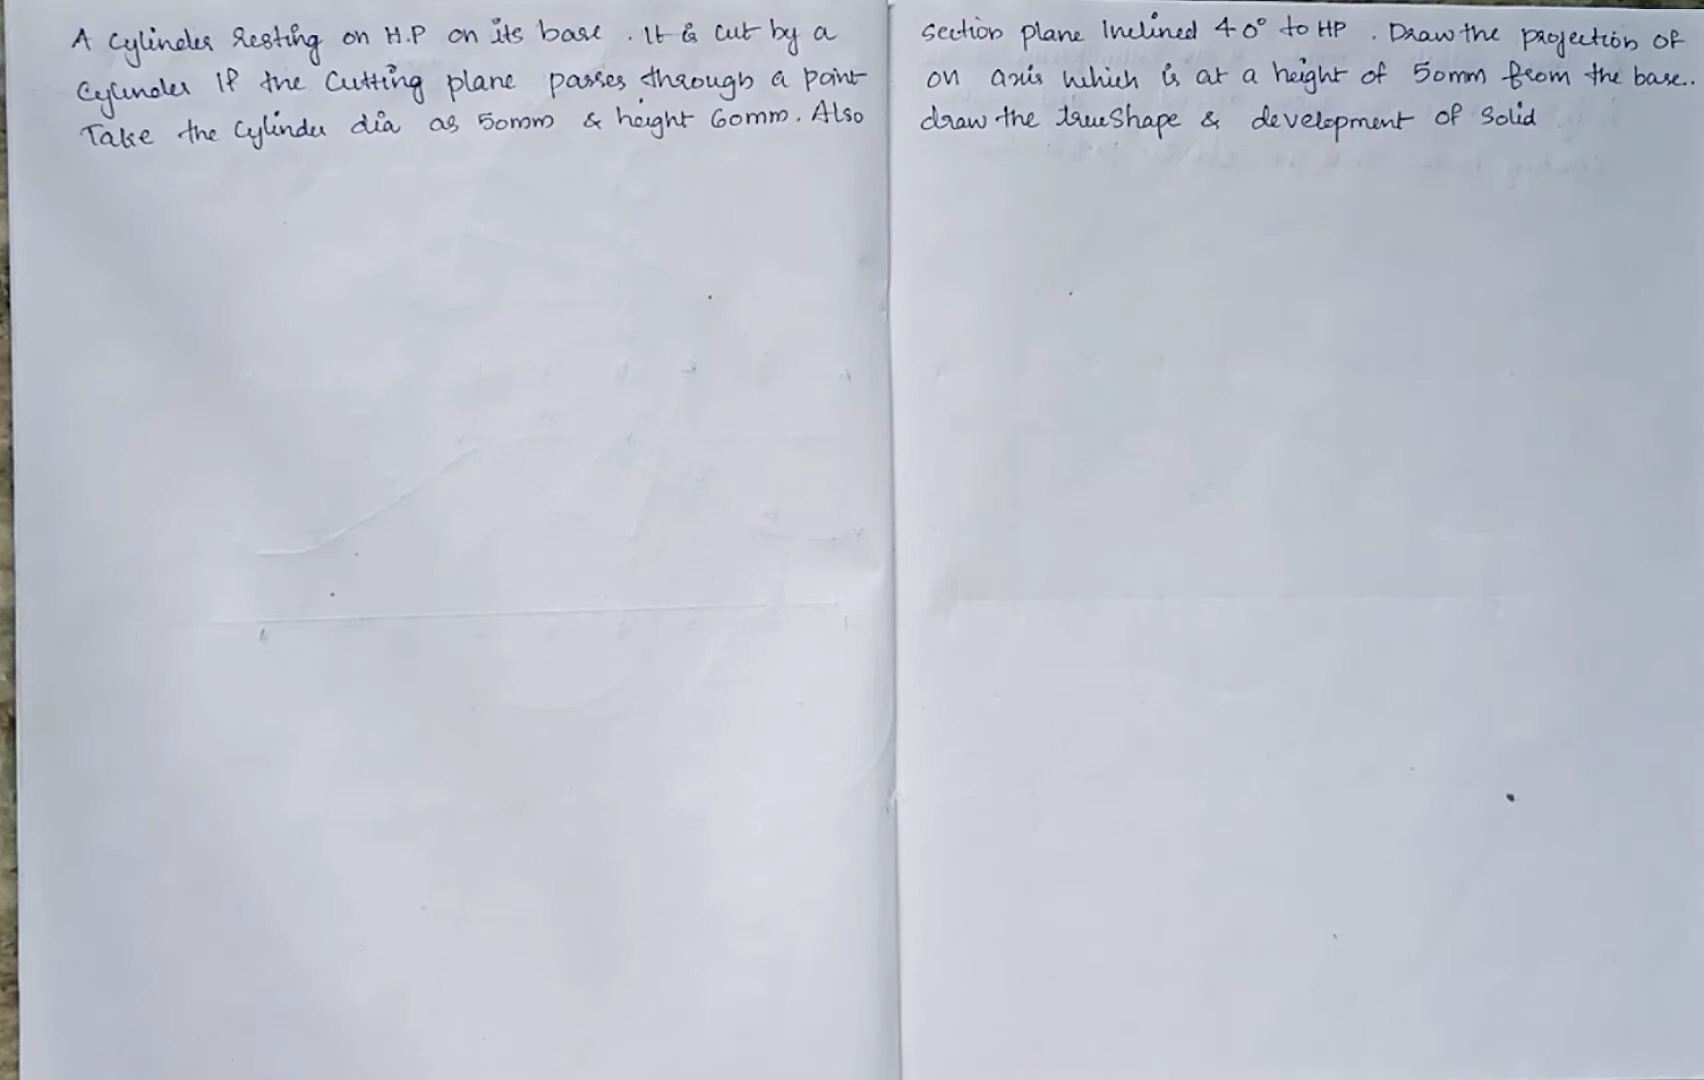 A Cylinder Resting on H.P on its base . It is cut by a section plane Inclined 40° to HP . Draw the projection of
Cylinder If the Cutting plane passes through a point on axis which is at a height of 50mm from the base..
Take the Cylinder dia as 50mm & height 60mm. Also draw the true shape & development of Solid